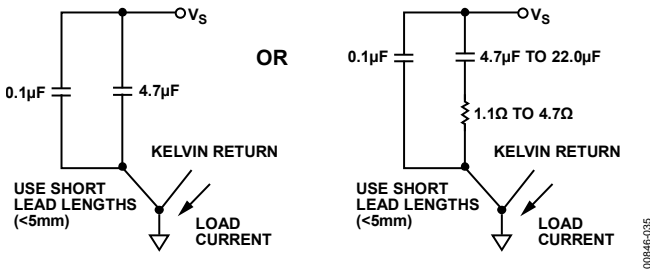 VS
0.1µF
4.7µF
KELVIN RETURN
USE SHORT
LEAD LENGTHS
(<5mm)
LOAD
CURRENT
OR
VS
0.1µF
4.7µF TO 22.0µF
1.1Ω TO 4.7Ω
KELVIN RETURN
USE SHORT
LEAD LENGTHS
(<5mm)
LOAD
CURRENT
00846-035